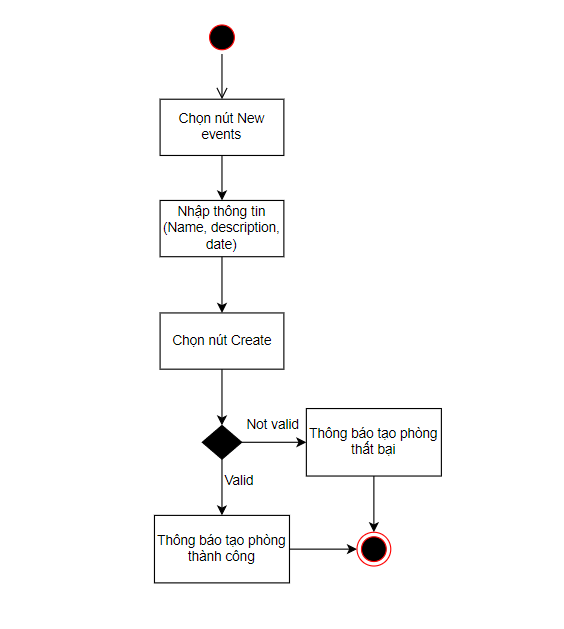 Chọn nút New
events
Nhập thông tin
(Name, description,
date)
Chọn nút Create
Not valid
Thông báo tạo phòng
thất bại
Valid
Thông báo tạo phòng
thành công